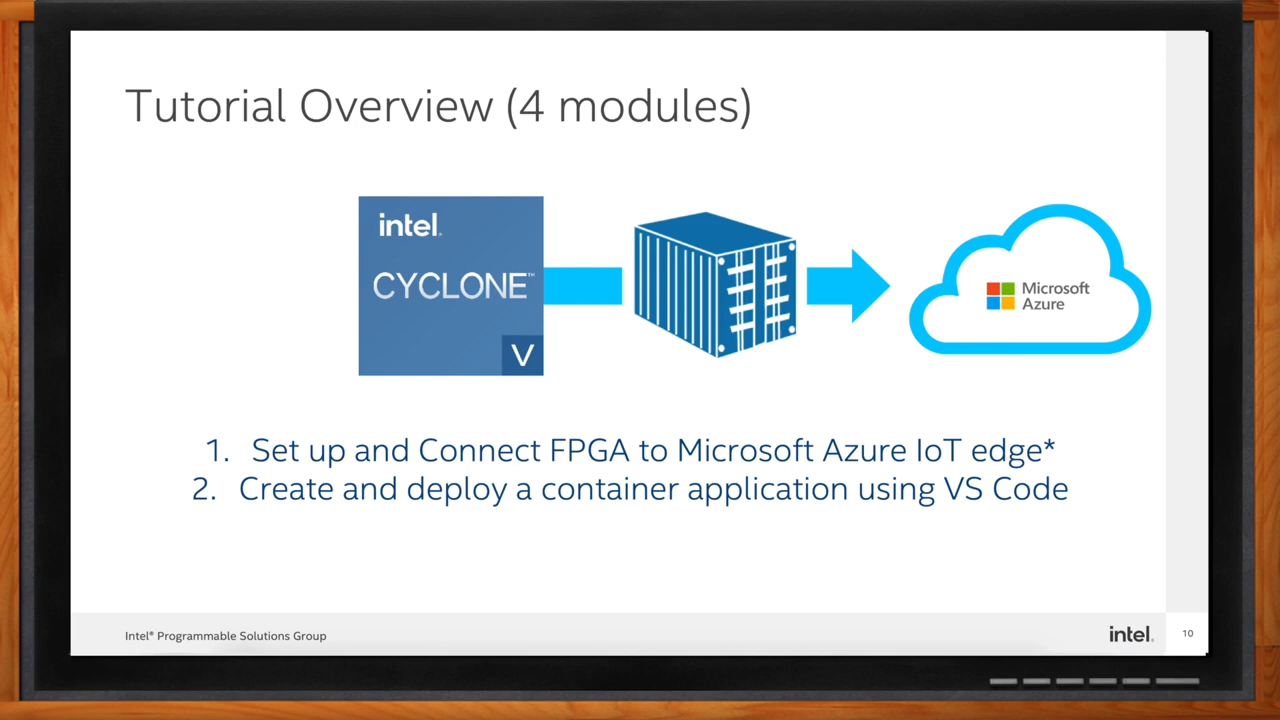 Tutorial Overview (4 modules)
intel.
CYCLONE™
V
Microsoft
Azure
1. Set up and Connect FPGA to Microsoft Azure IoT edge*
2. Create and deploy a container application using VS Code
Intel® Programmable Solutions Group
intel.
10